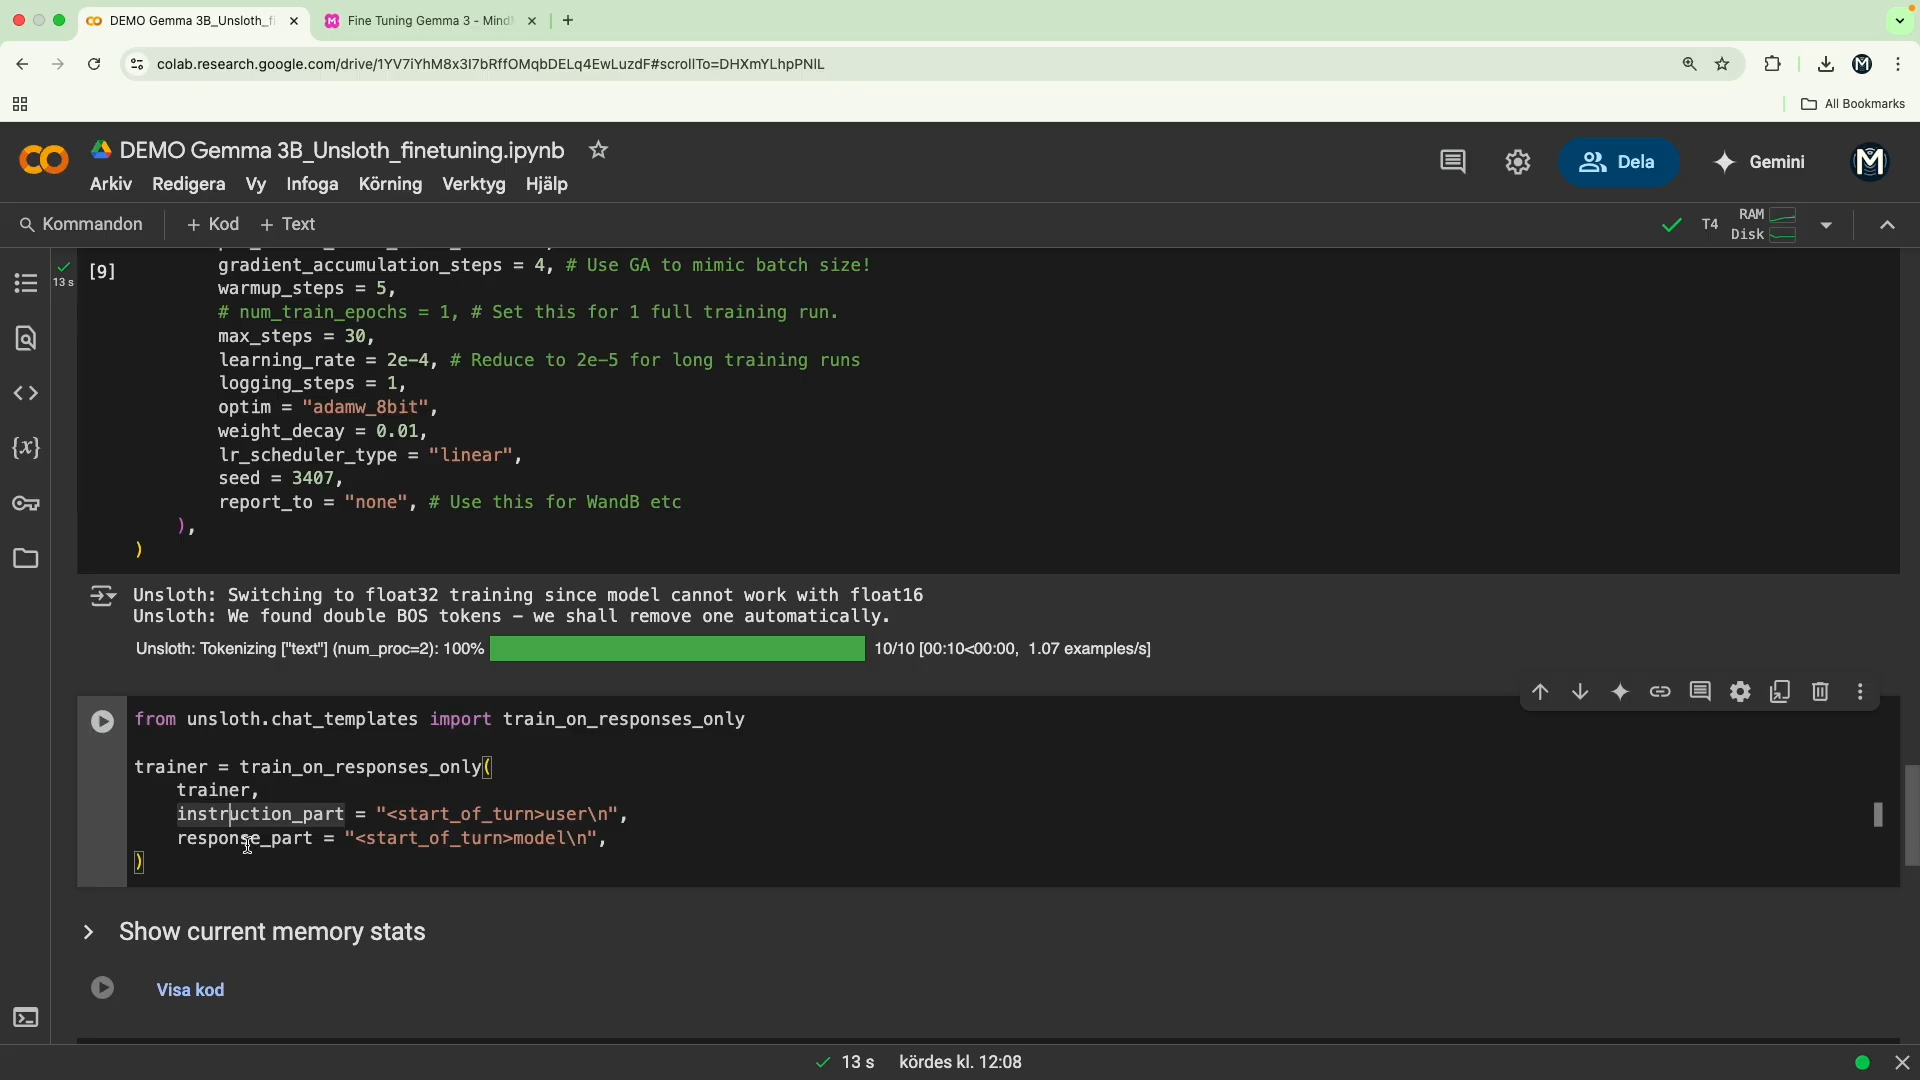 DEMO Gemma 3B_Unsloth_fi
Fine Tuning Gemma 3 - Mind
colab.research.google.com/drive/1YV7iYhM8x3I7bRffOMqbDELq4EwLuzdF#scrollTo=DHXmYLhpPNIL
All Bookmarks
DEMO Gemma 3B_Unsloth_finetuning.ipynb
Arkiv Redigera Vy Infoga Körning Verktyg Hjälp
Dela
Gemini
Kommandon
+ Kod + Text
T4
RAM
Disk
[9]
13 s
gradient_accumulation_steps = 4, # Use GA to mimic batch size!
warmup_steps = 5,
# num_train_epochs = 1, # Set this for 1 full training run.
max_steps = 30,
learning_rate = 2e-4, # Reduce to 2e-5 for long training runs
logging_steps = 1,
optim = "adamw_8bit",
weight_decay = 0.01,
lr_scheduler_type = "linear",
seed = 3407,
report_to = "none", # Use this for WandB etc
),
)
Unsloth: Switching to float32 training since model cannot work with float16
Unsloth: We found double BOS tokens - we shall remove one automatically.
Unsloth: Tokenizing ["text"] (num_proc=2): 100% 10/10 [00:10<00:00, 1.07 examples/s]
from unsloth.chat_templates import train_on_responses_only
trainer = train_on_responses_only(
trainer,
instruction_part = "<start_of_turn>user\n",
response_part = "<start_of_turn>model\n",
)
Show current memory stats
Visa kod
13 s kördes kl. 12:08